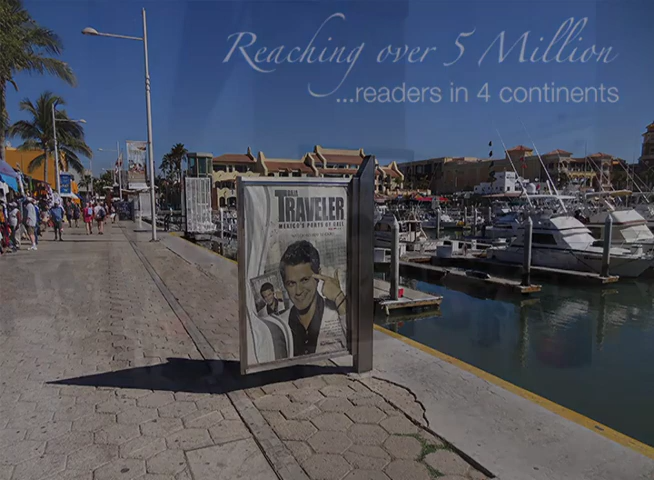 Reaching over 5 Million
...readers in 4 continents
TRAVELER
MEXICO'S PORTS OF CALL